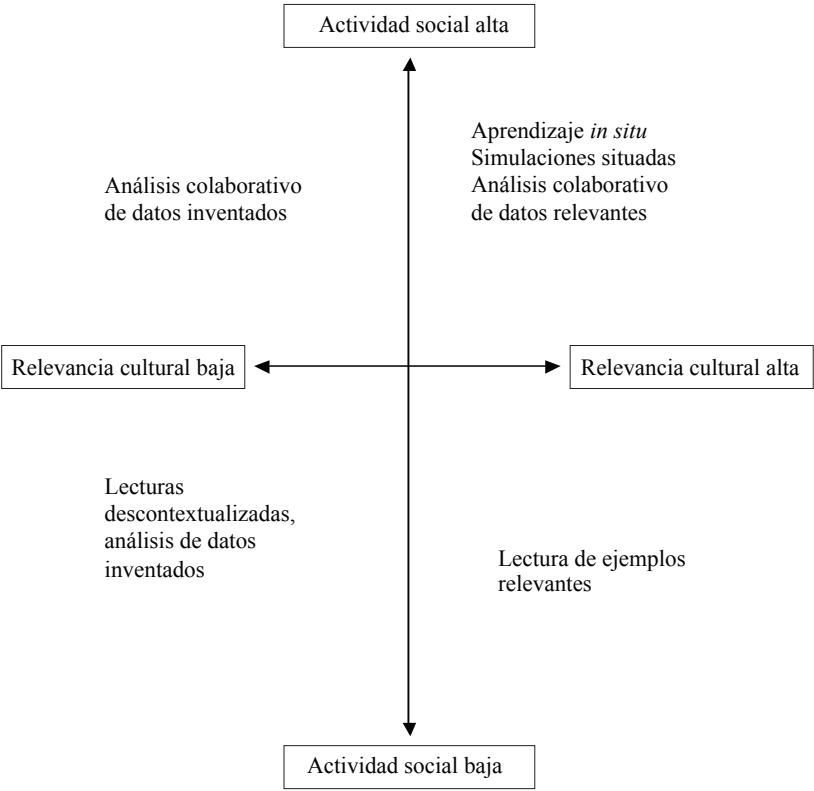 Actividad social alta
Aprendizaje in situ
Simulaciones situadas
Análisis colaborativo
de datos relevantes
Análisis colaborativo
de datos inventados
Relevancia cultural baja
Relevancia cultural alta
Lecturas
descontextualizadas,
análisis de datos
inventados
Lectura de ejemplos
relevantes
Actividad social baja